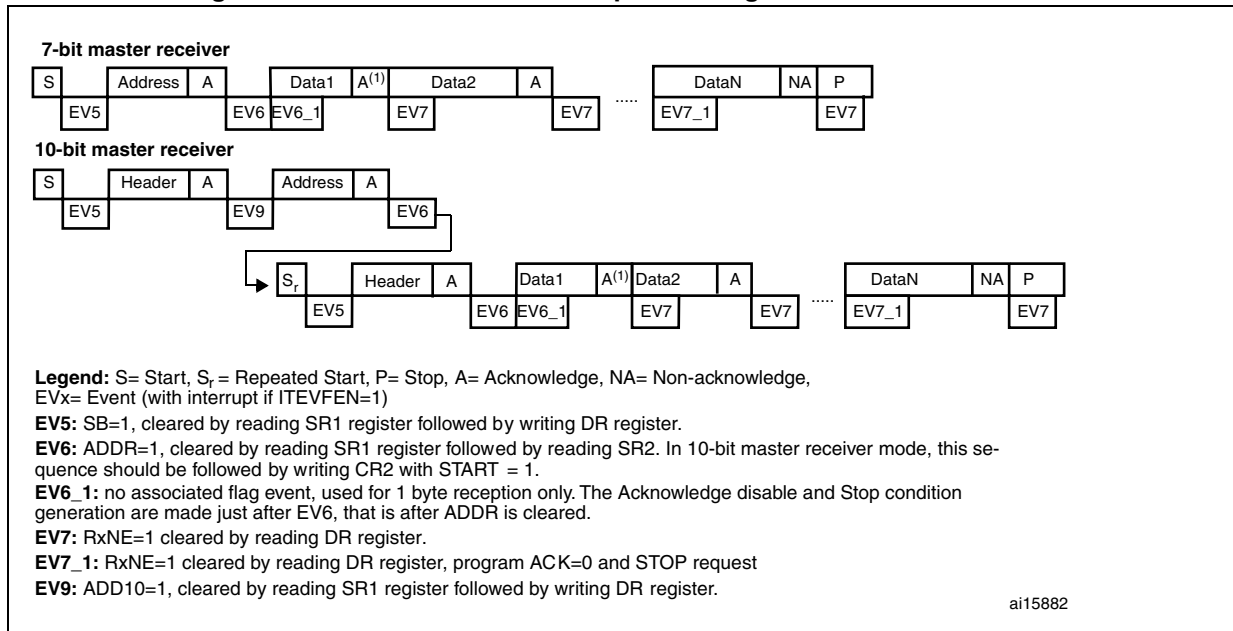 7-bit master receiver
S Address A Data1 A(1) Data2 A ..... DataN NA P
EV5 EV6 EV6_1 EV7 EV7 EV7_1 EV7
10-bit master receiver
S Header A Address A
EV5 EV9 EV6
Sr Header A Data1 A(1) Data2 A ..... DataN NA P
EV5 EV6 EV6_1 EV7 EV7 EV7_1 EV7
Legend: S= Start, Sr = Repeated Start, P= Stop, A= Acknowledge, NA= Non-acknowledge,
EVx= Event (with interrupt if ITEVFEN=1)
EV5: SB=1, cleared by reading SR1 register followed by writing DR register.
EV6: ADDR=1, cleared by reading SR1 register followed by reading SR2. In 10-bit master receiver mode, this se-
quence should be followed by writing CR2 with START = 1.
EV6_1: no associated flag event, used for 1 byte reception only. The Acknowledge disable and Stop condition
generation are made just after EV6, that is after ADDR is cleared.
EV7: RxNE=1 cleared by reading DR register.
EV7_1: RxNE=1 cleared by reading DR register, program ACK=0 and STOP request
EV9: ADD10=1, cleared by reading SR1 register followed by writing DR register.
ai15882